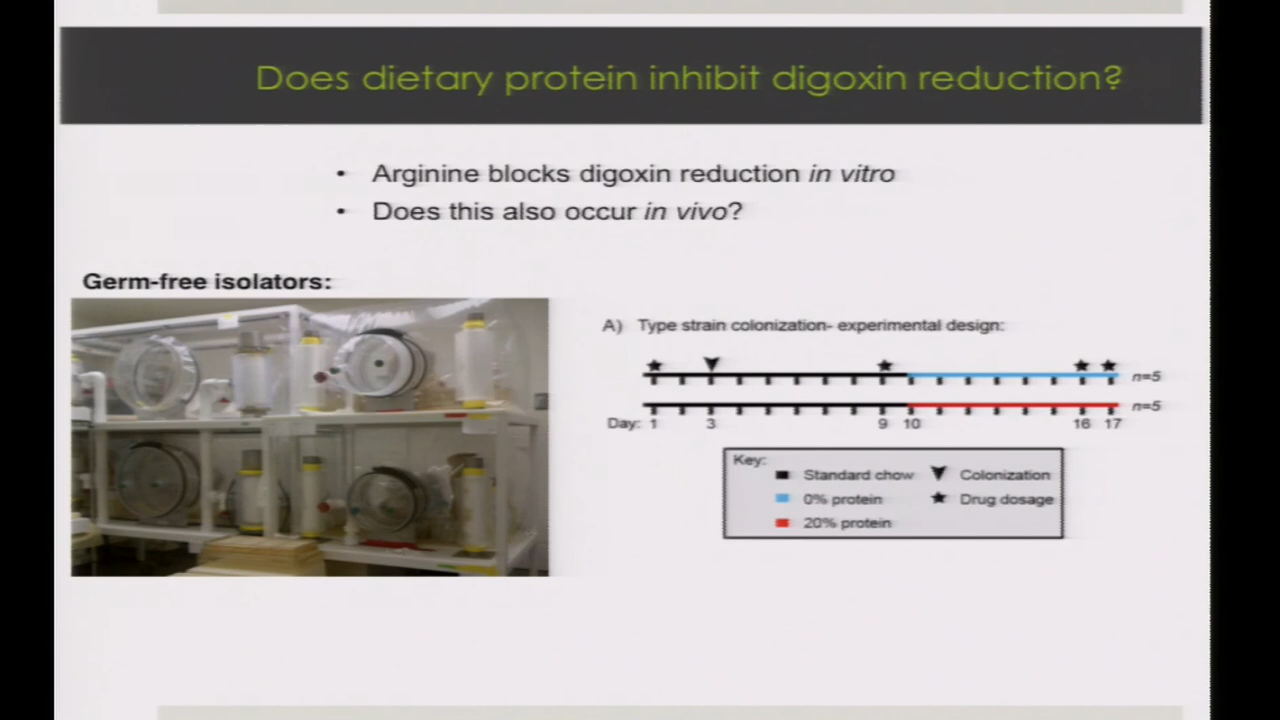 Does dietary protein inhibit digoxin reduction?
• Arginine blocks digoxin reduction in vitro
• Does this also occur in vivo?
Germ-free isolators:
A) Type strain colonization- experimental design:
n=5
n=5
Day: 1 3 9 10 16 17
Key:
Standard chow Colonization
0% protein Drug dosage
20% protein